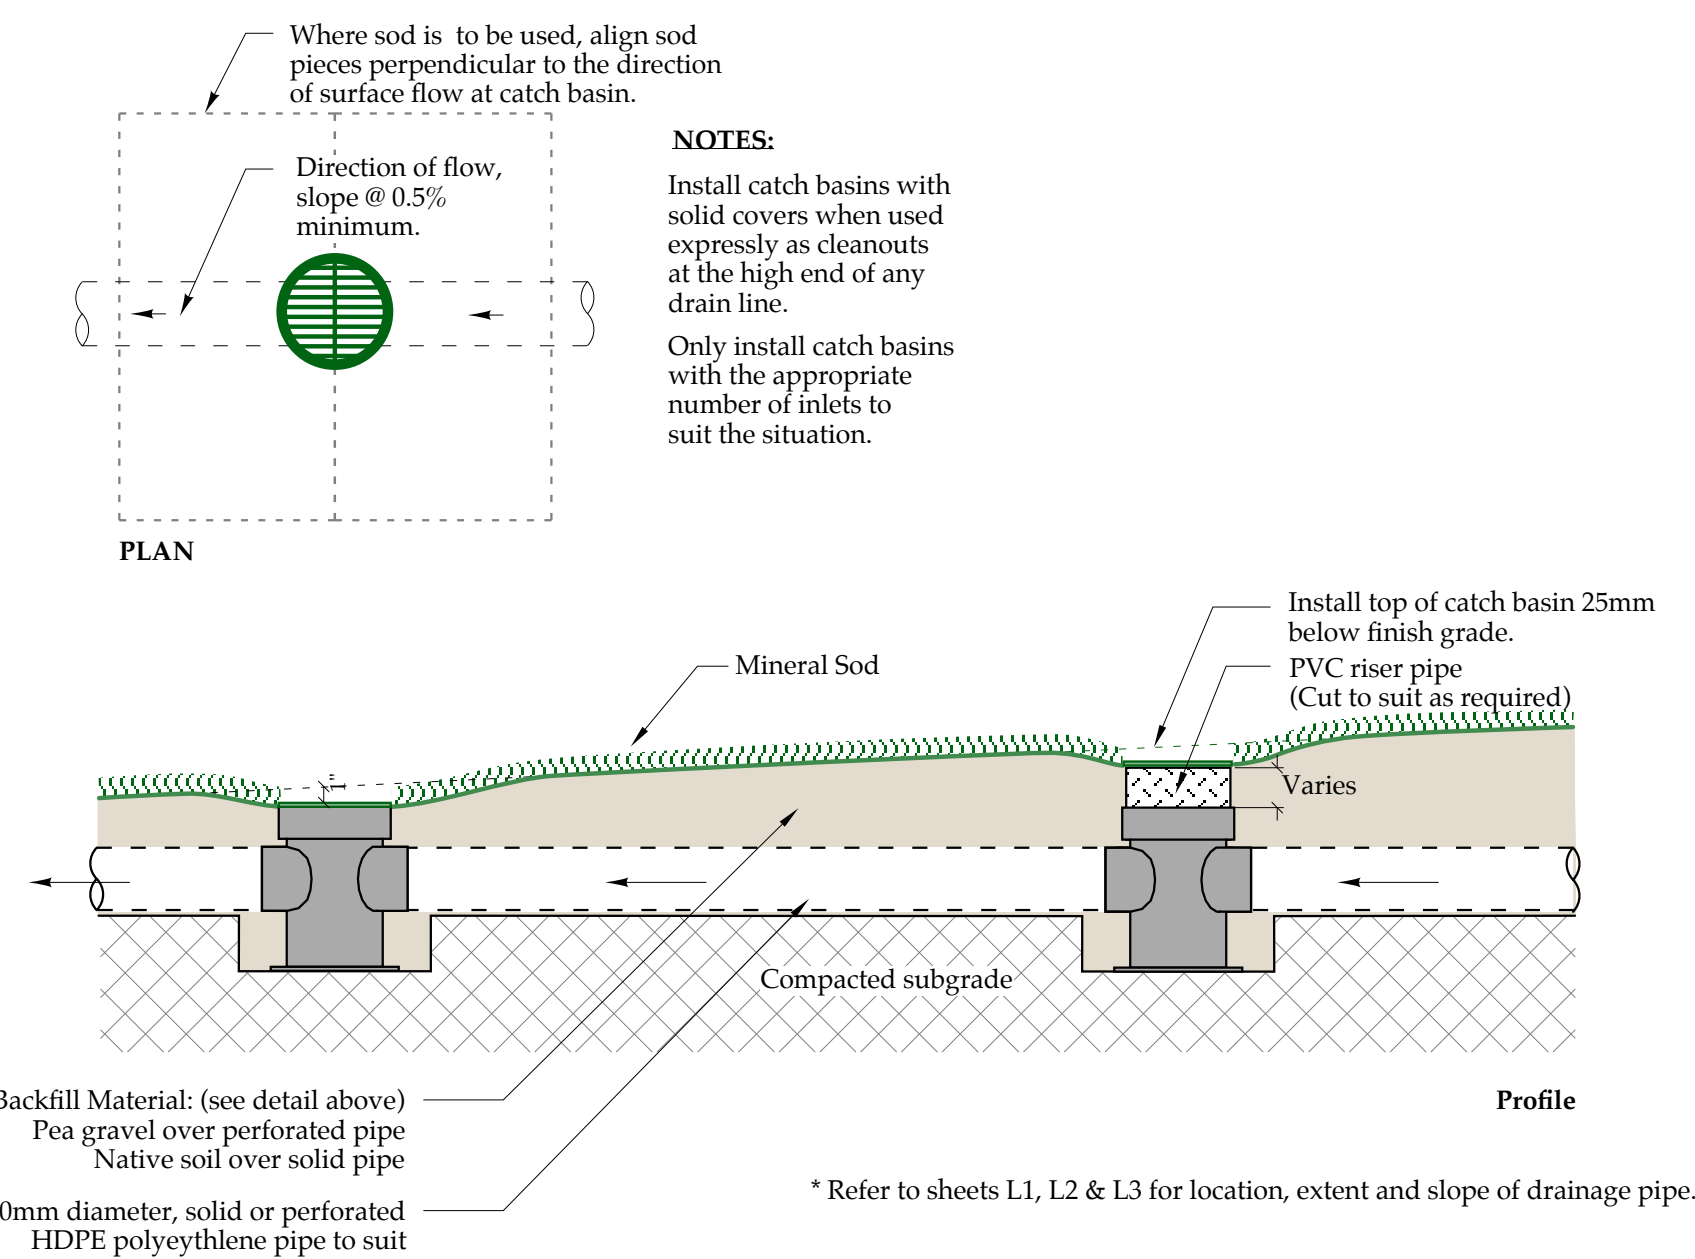 Where sod is to be used, align sod
pieces perpendicular to the direction
of surface flow at catch basin.
Direction of flow,
slope @ 0.5%
minimum.
NOTES:
Install catch basins with
solid covers when used
expressly as cleanouts
at the high end of any
drain line.
Only install catch basins
with the appropriate
number of inlets to
suit the situation.
PLAN
Install top of catch basin 25mm
below finish grade.
PVC riser pipe
(Cut to suit as required)
Mineral Sod
1"
Varies
Compacted subgrade
Backfill Material: (see detail above)
Pea gravel over perforated pipe
Native soil over solid pipe
Profile
* Refer to sheets L1, L2 & L3 for location, extent and slope of drainage pipe.
diameter, solid or perforated
HDPE polyeythlene pipe to suit